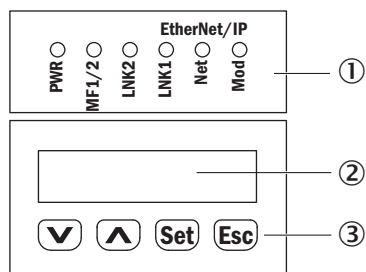 EtherNet/IP
PWR MF1/2 LNK2 LNK1 Net Mod
①
②
Set Esc
③